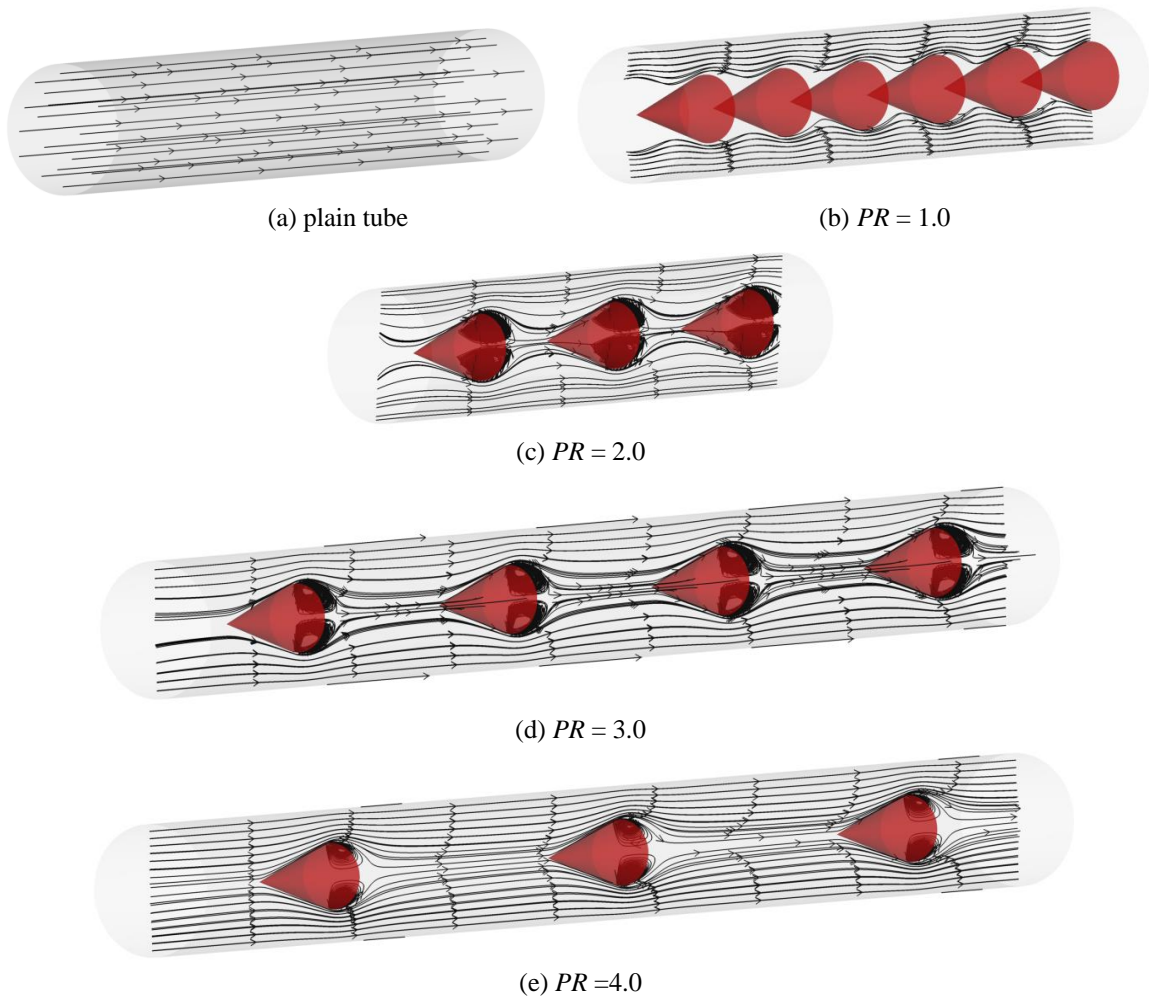 (a) plain tube
(b) PR = 1.0
(c) PR = 2.0
(d) PR = 3.0
(e) PR =4.0